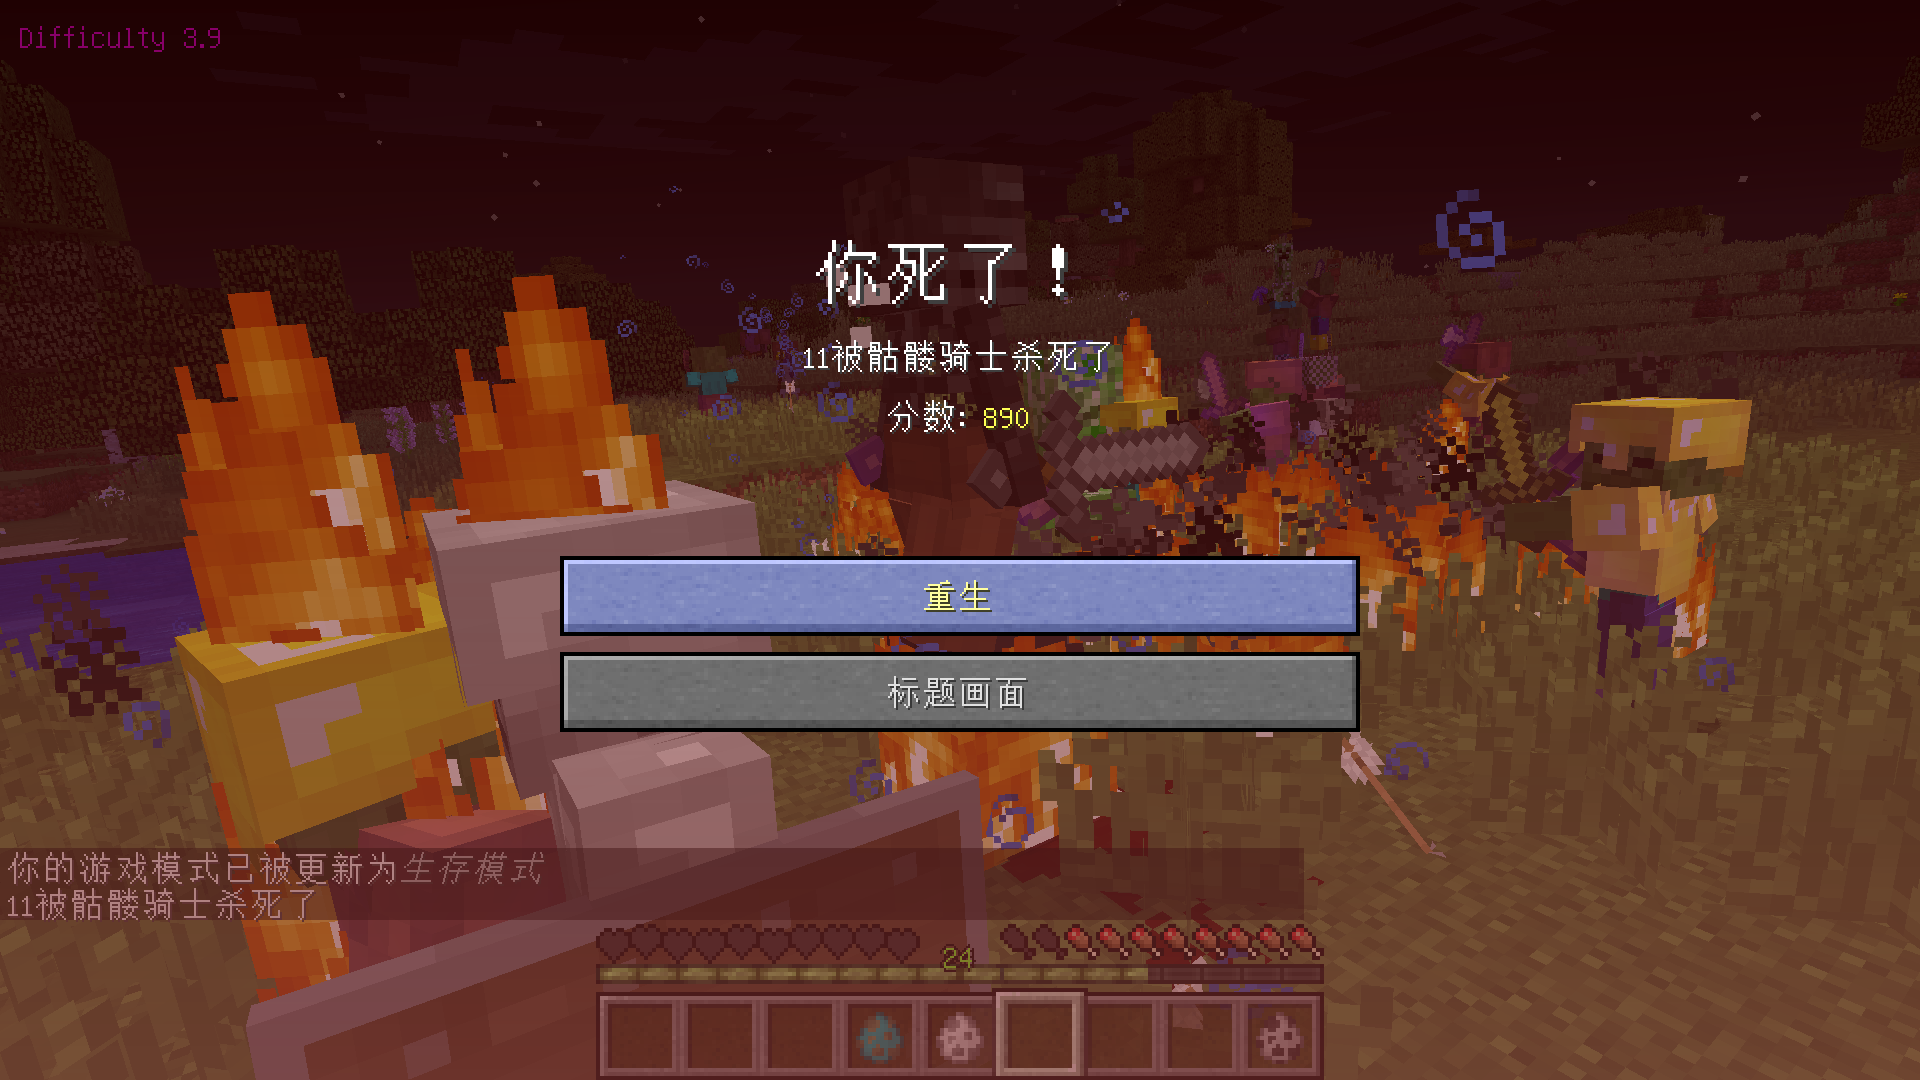 Difficulty 3.9
你死了！
11被骷髅骑士杀死了
分数: 890
重生
标题画面
你的游戏模式已被更新为生存模式
11被骷髅骑士杀死了
24